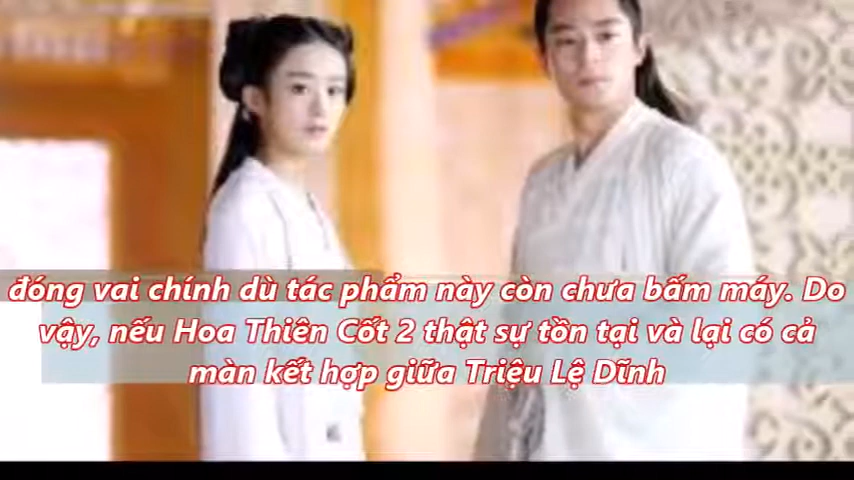 đóng vai chính dù tác phẩm này còn chưa bấm máy. Do
vậy, nếu Hoa Thiên Cốt 2 thật sự tồn tại và lại có cả
màn kết hợp giữa Triệu Lệ Dĩnh